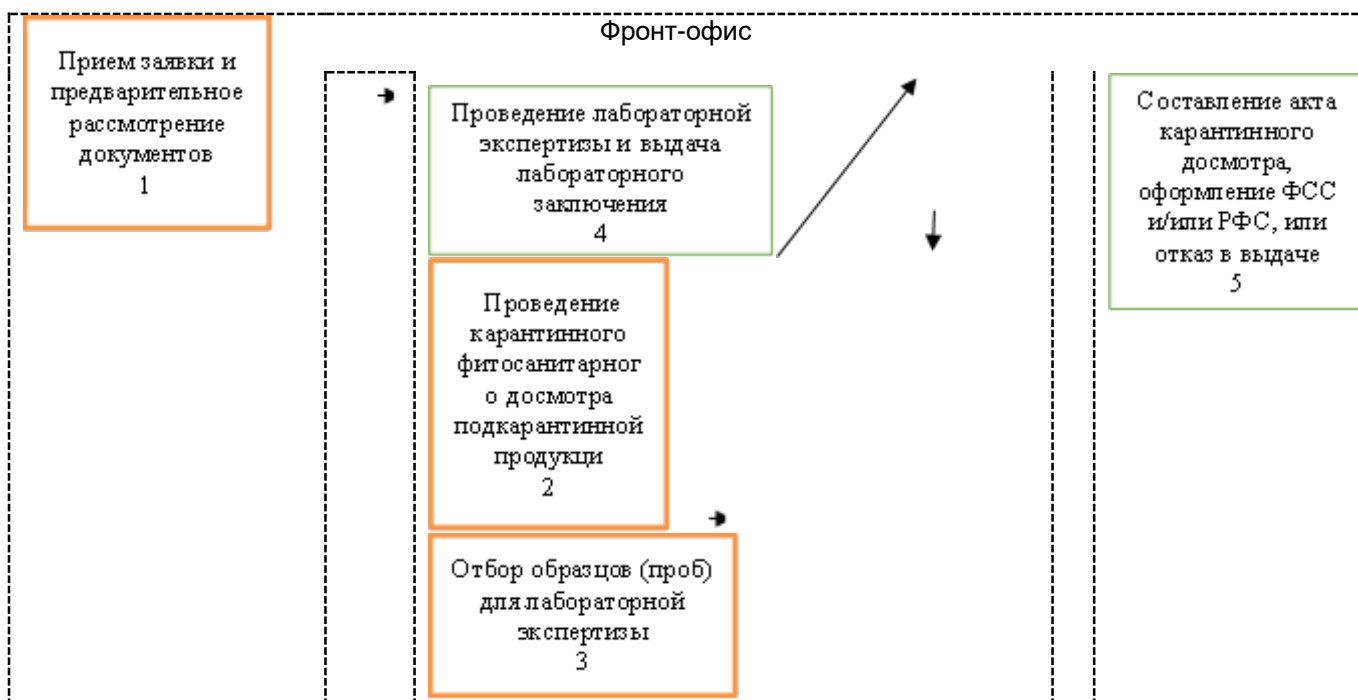 Фронт-офис
Прием заявки и
предварительное
рассмотрение
документов
1
Проведение лабораторной
экспертизы и выдача
лабораторного
заключения
4
Проведение
карантинного
фитосанитарног
о досмотра
подкарантинной
продукци
2
Отбор образцов (проб)
для лабораторной
экспертизы
3
Составление акта
карантинного
досмотра,
оформление ФСС
и/или РФС, или
отказ в выдаче
5